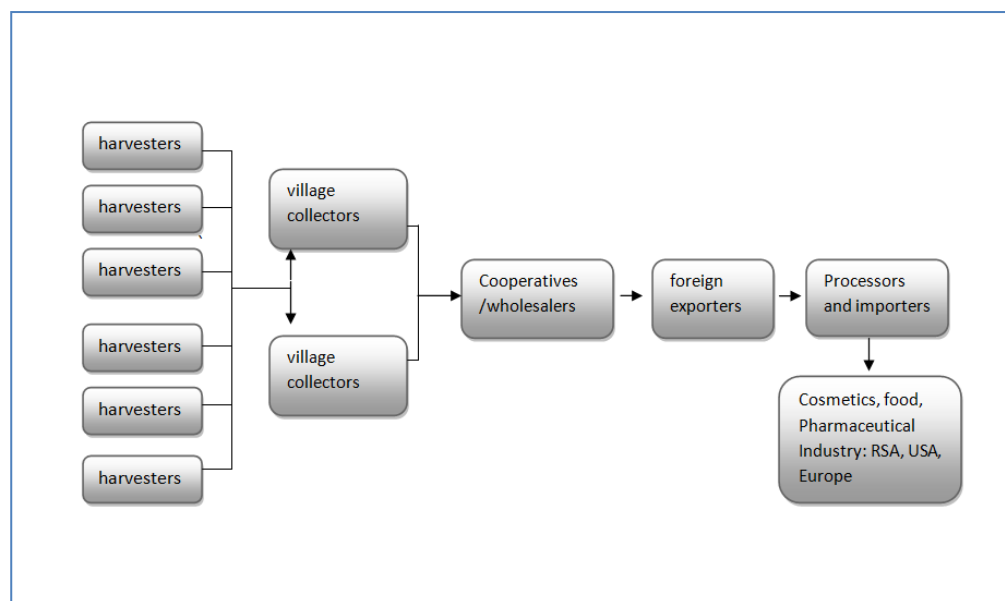 harvesters
harvesters
harvesters
harvesters
harvesters
harvesters
village
collectors
village
collectors
Cooperatives
/wholesalers
foreign
exporters
Processors
and importers
Cosmetics, food,
Pharmaceutical
Industry: RSA, USA,
Europe